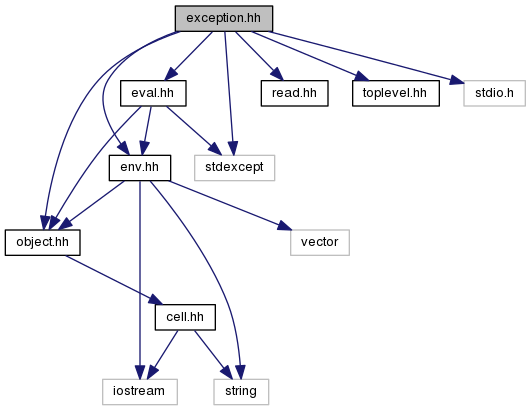 exception.hh
eval.hh
read.hh
toplevel.hh
stdio.h
env.hh
stdexcept
object.hh
vector
cell.hh
iostream
string